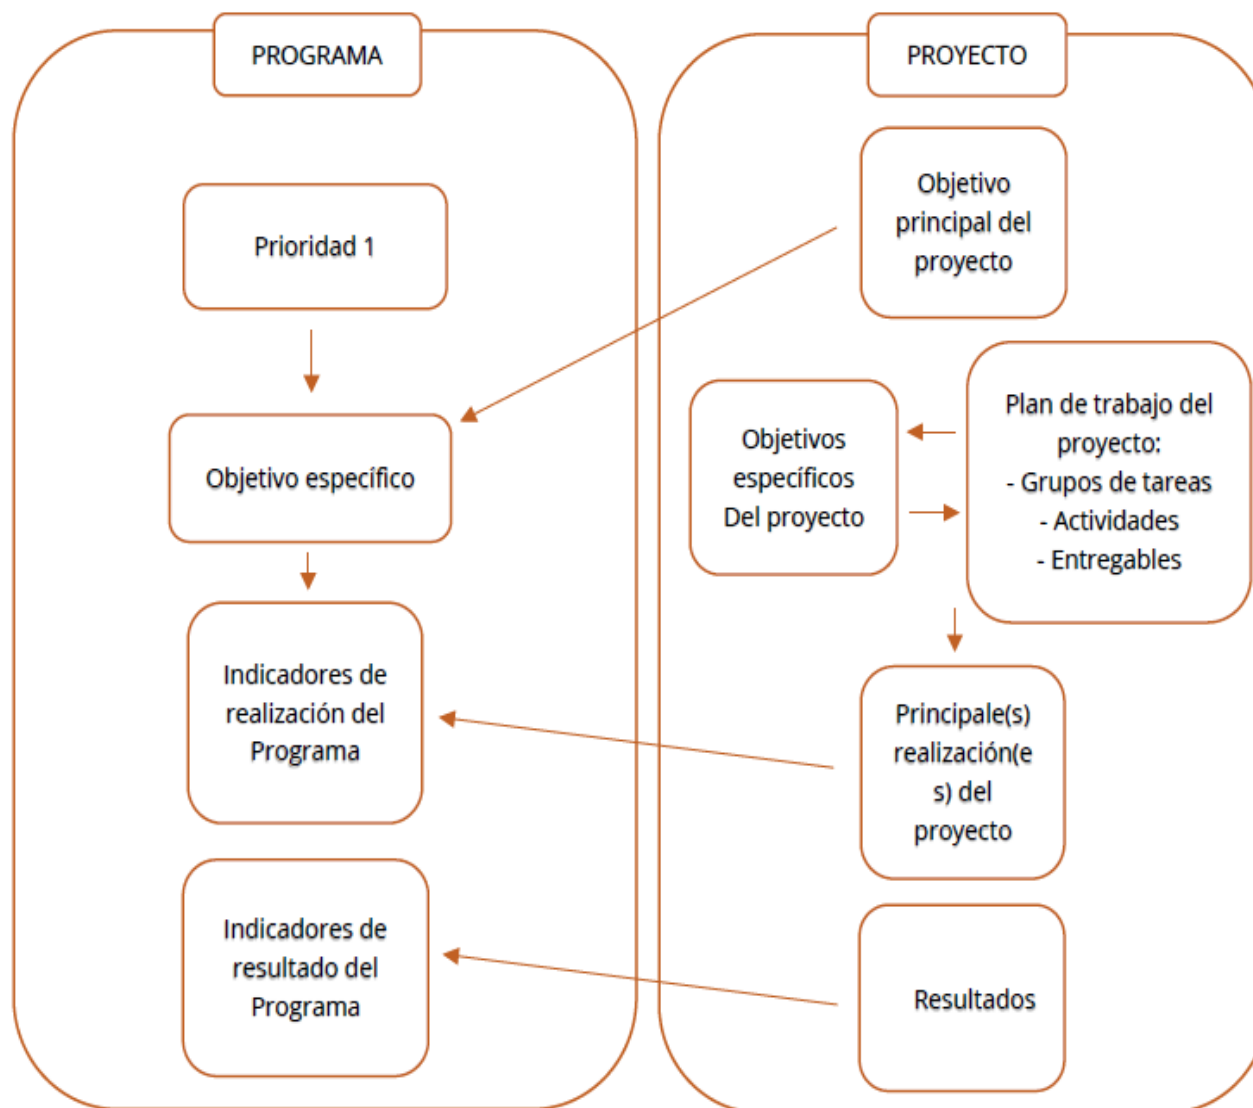 PROGRAMA
Prioridad 1
Objetivo específico
Indicadores de
realización del
Programa
Indicadores de
resultado del
Programa
PROYECTO
Objetivo
principal del
proyecto
Objetivos
específicos
Del proyecto
Plan de trabajo del
proyecto:
- Grupos de tareas
- Actividades
- Entregables
Principale(s)
realización(e
s) del
proyecto
Resultados